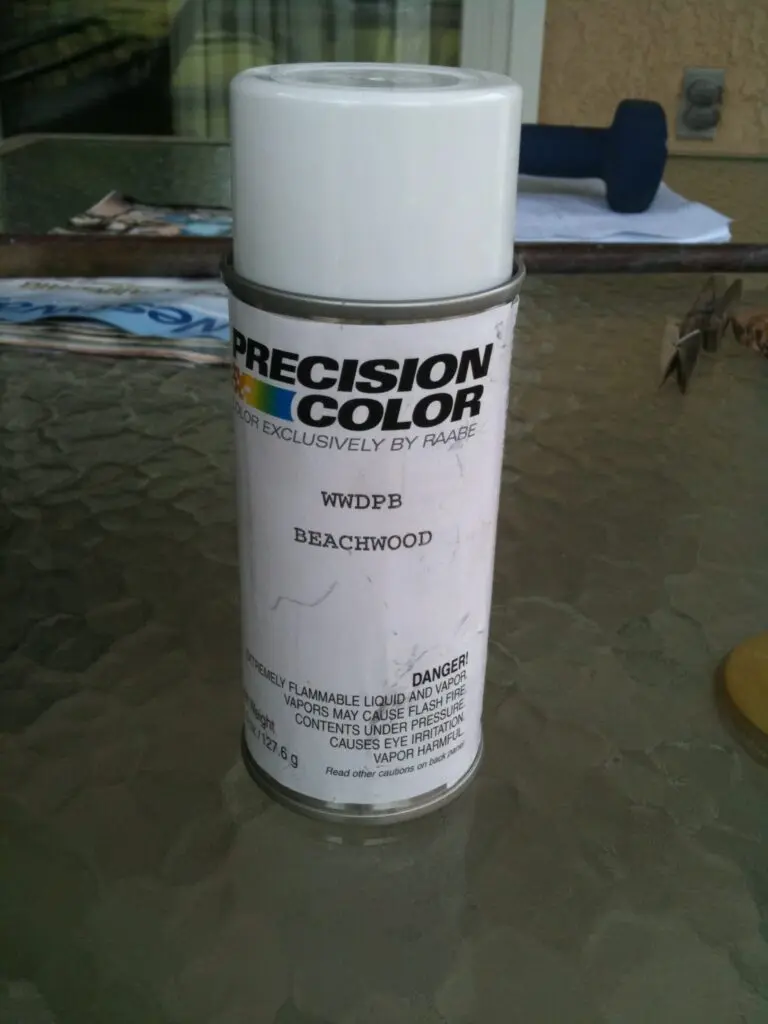 PRECISION
COLOR
COLOR EXCLUSIVELY BY RAABE
WWDPB
BEACHWOOD
DANGER!
EXTREMELY FLAMMABLE LIQUID AND VAPOR.
VAPORS MAY CAUSE FLASH FIRE.
CONTENTS UNDER PRESSURE.
CAUSES EYE IRRITATION.
VAPOR HARMFUL.
Read other cautions on back panel
Weight
/127.6 g